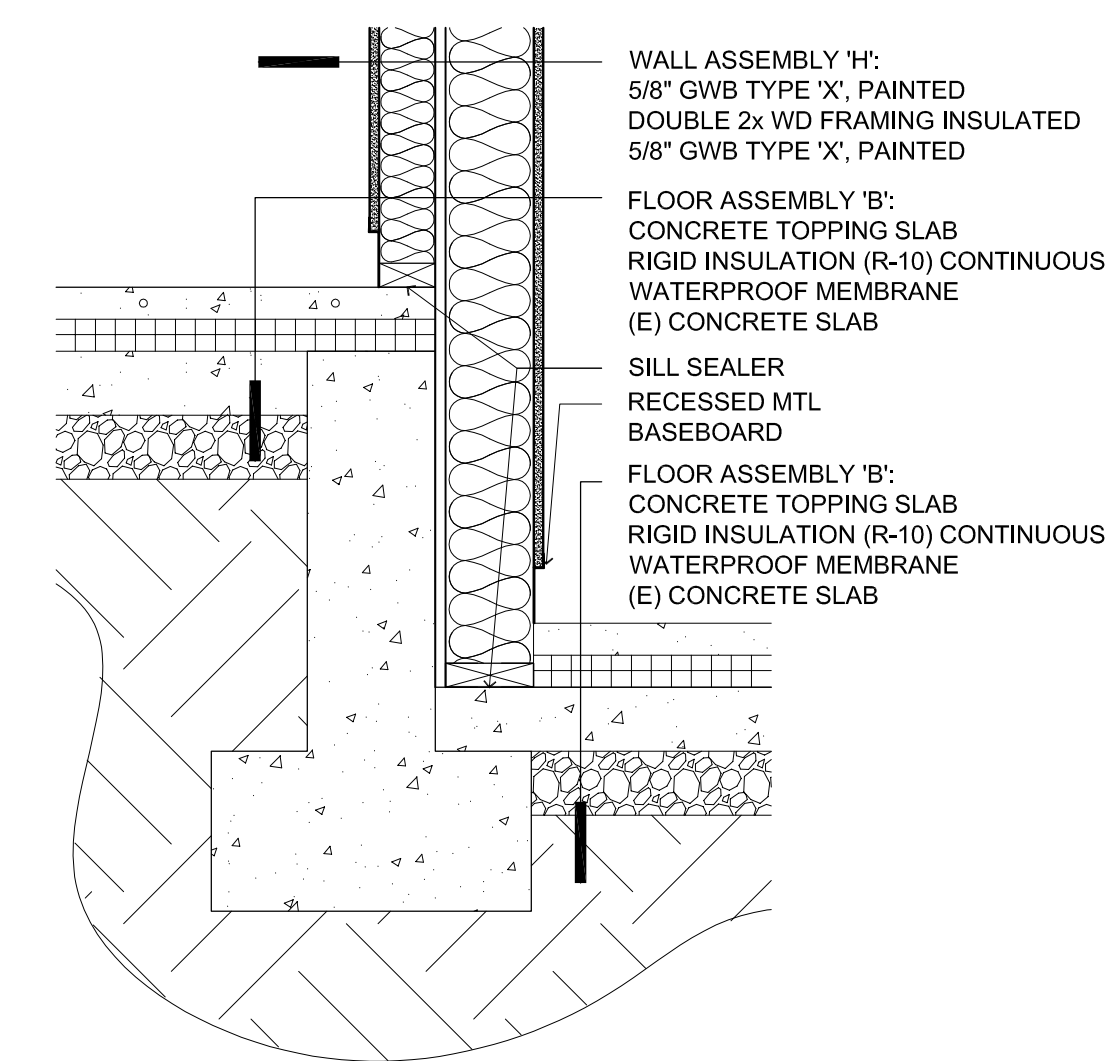 WALL ASSEMBLY 'H':
5/8" GWB TYPE 'X', PAINTED
DOUBLE 2x WD FRAMING INSULATED
5/8" GWB TYPE 'X', PAINTED
FLOOR ASSEMBLY 'B':
CONCRETE TOPPING SLAB
RIGID INSULATION (R-10) CONTINUOUS
WATERPROOF MEMBRANE
(E) CONCRETE SLAB
SILL SEALER
RECESSED MTL
BASEBOARD
FLOOR ASSEMBLY 'B':
CONCRETE TOPPING SLAB
RIGID INSULATION (R-10) CONTINUOUS
WATERPROOF MEMBRANE
(E) CONCRETE SLAB